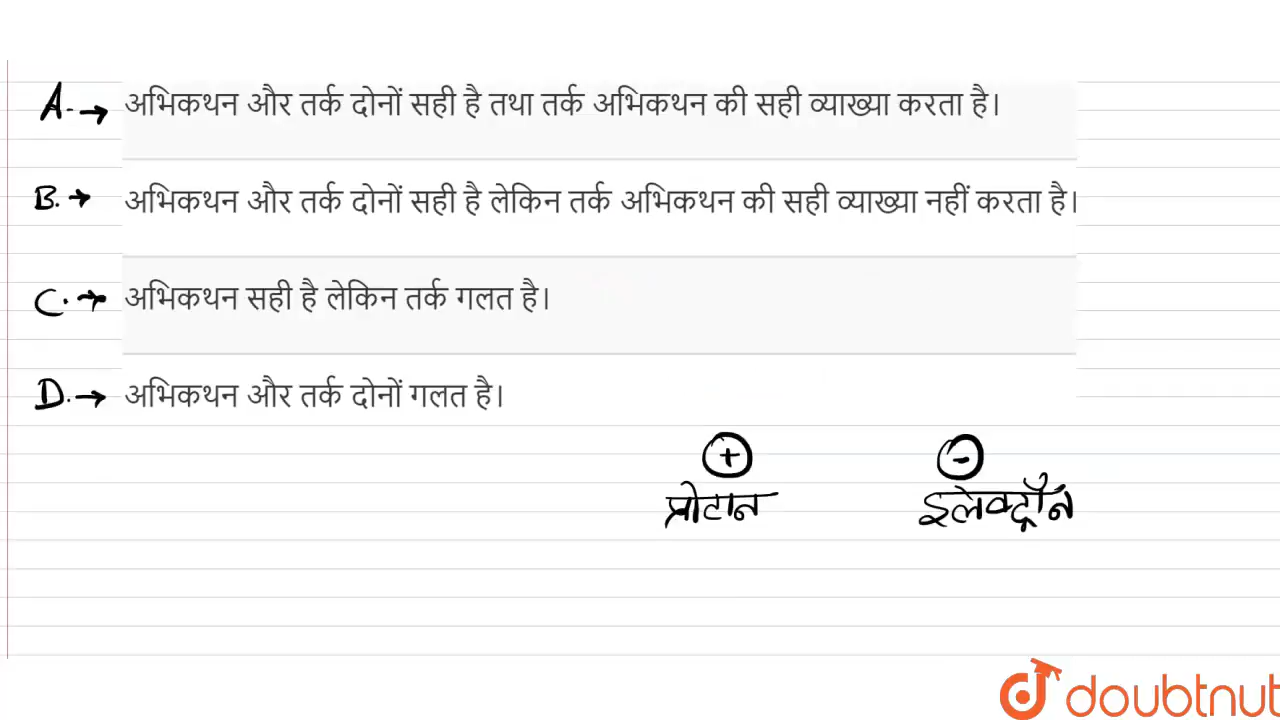 A. → अभिकथन और तर्क दोनों सही है तथा तर्क अभिकथन की सही व्याख्या करता है।
B. → अभिकथन और तर्क दोनों सही है लेकिन तर्क अभिकथन की सही व्याख्या नहीं करता है।
C. → अभिकथन सही है लेकिन तर्क गलत है।
D. → अभिकथन और तर्क दोनों गलत है।
+ -
प्रोटान इलेक्ट्रॉन
doubtnut